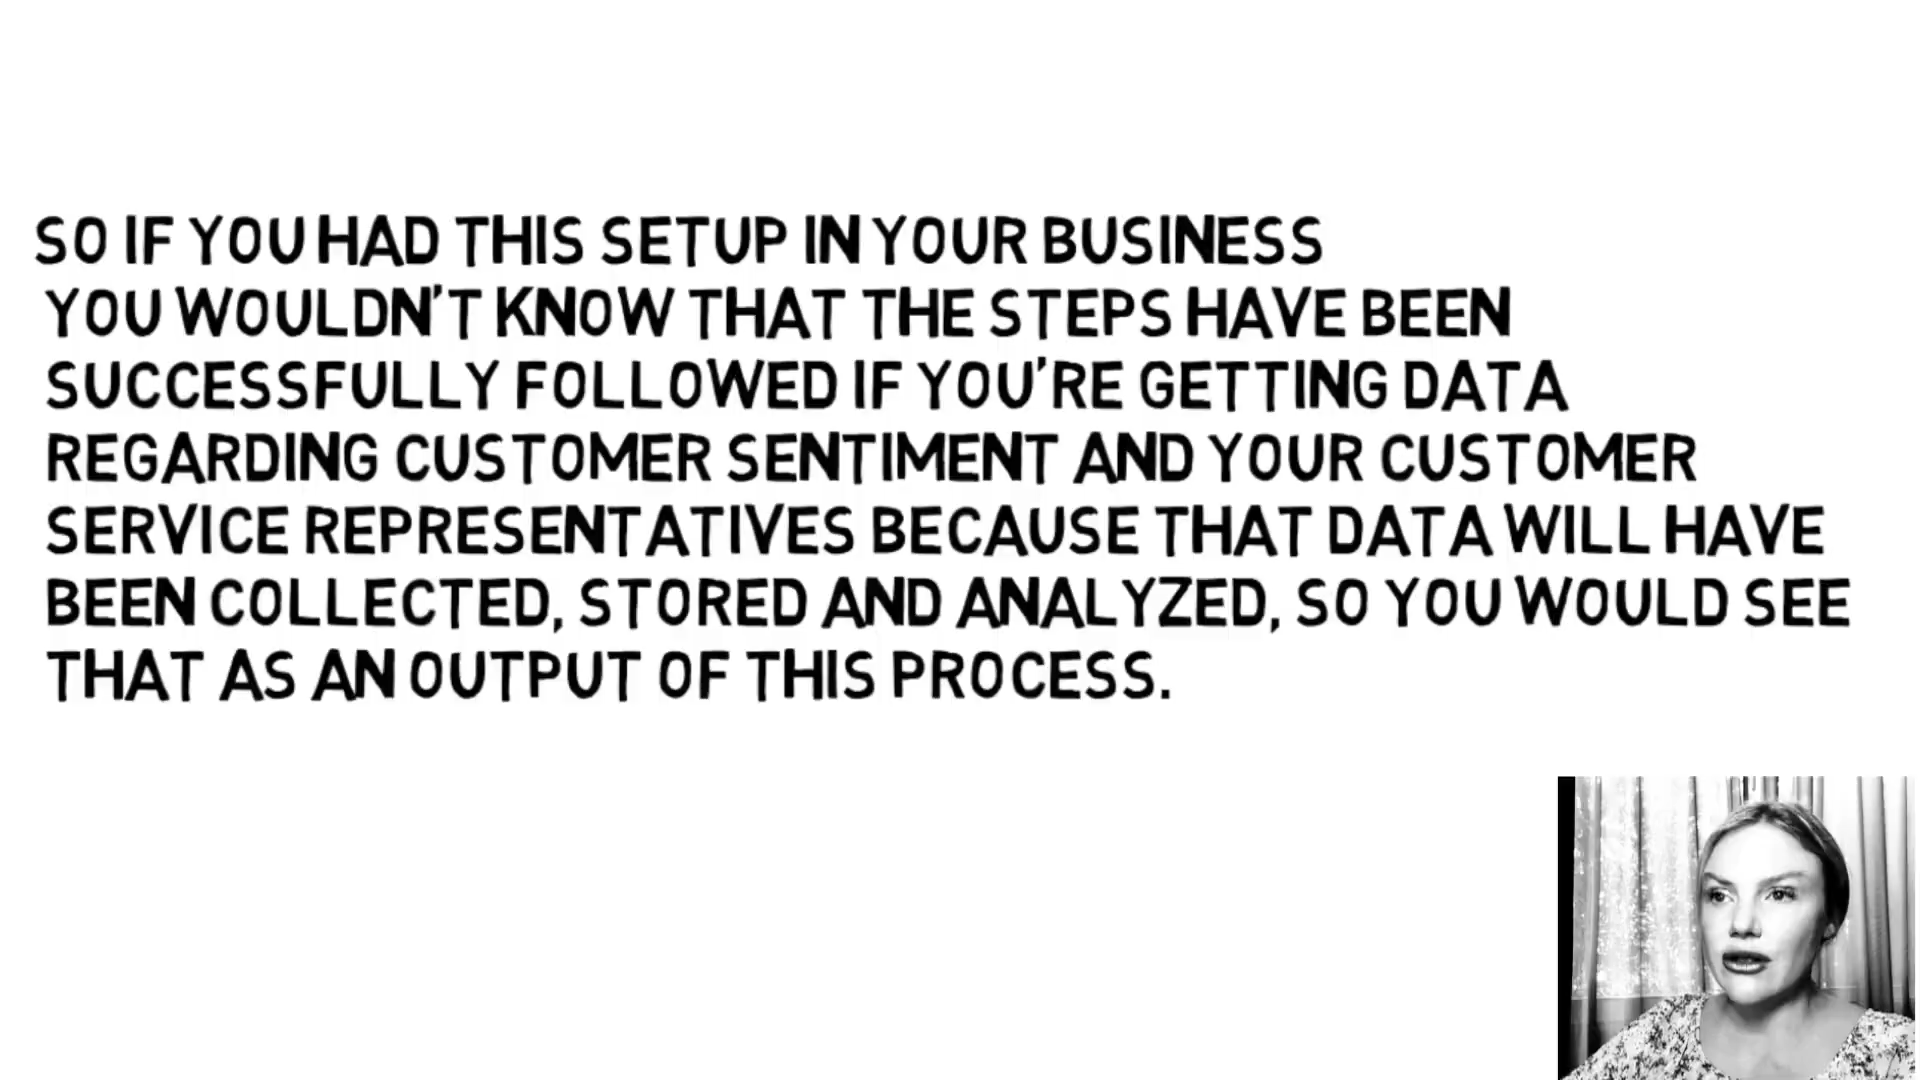 SO IF YOU HAD THIS SETUP IN YOUR BUSINESS
YOU WOULDN'T KNOW THAT THE STEPS HAVE BEEN
SUCCESSFULLY FOLLOWED IF YOU'RE GETTING DATA
REGARDING CUSTOMER SENTIMENT AND YOUR CUSTOMER
SERVICE REPRESENTATIVES BECAUSE THAT DATA WILL HAVE
BEEN COLLECTED, STORED AND ANALYZED, SO YOU WOULD SEE
THAT AS AN OUTPUT OF THIS PROCESS.